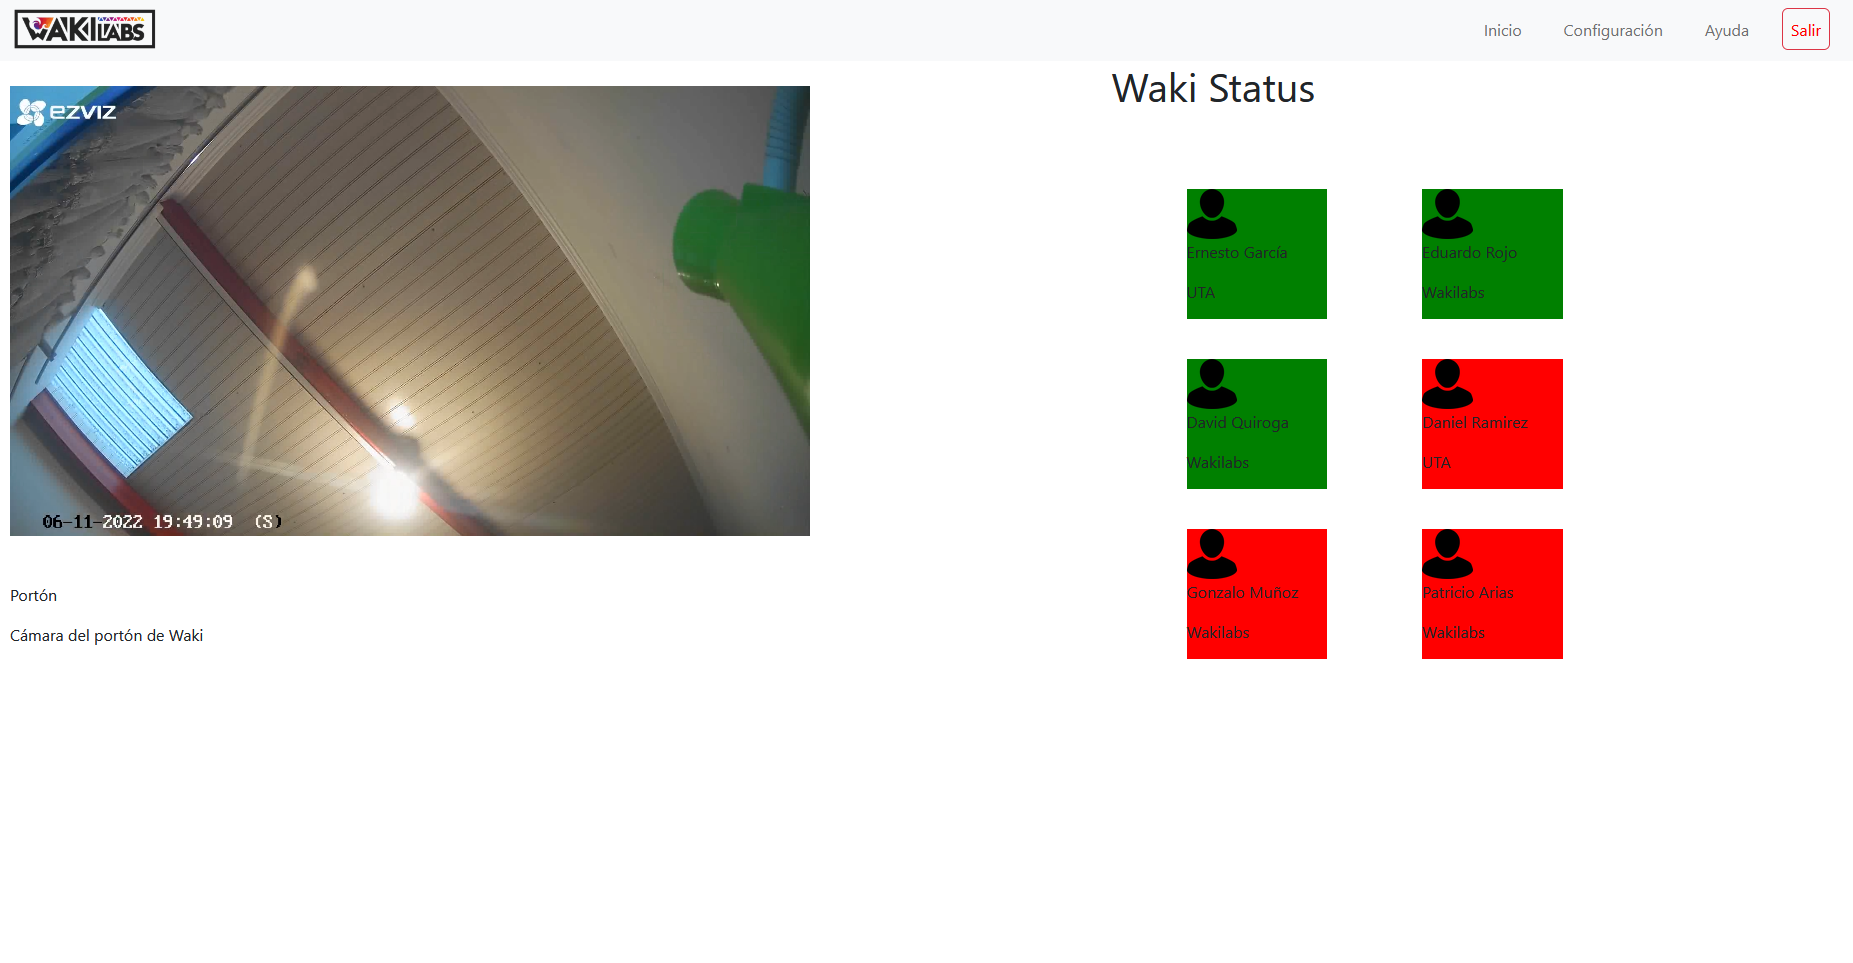 WAKILABS
Inicio
Configuración
Ayuda
Salir
Waki Status
ezviz
06-11-2022 19:49:09 (S)
Portón
Cámara del portón de Waki
Ernesto García
UTA
Eduardo Rojo
Wakilabs
David Quiroga
Wakilabs
Daniel Ramirez
UTA
Gonzalo Muñoz
Wakilabs
Patricio Arias
Wakilabs